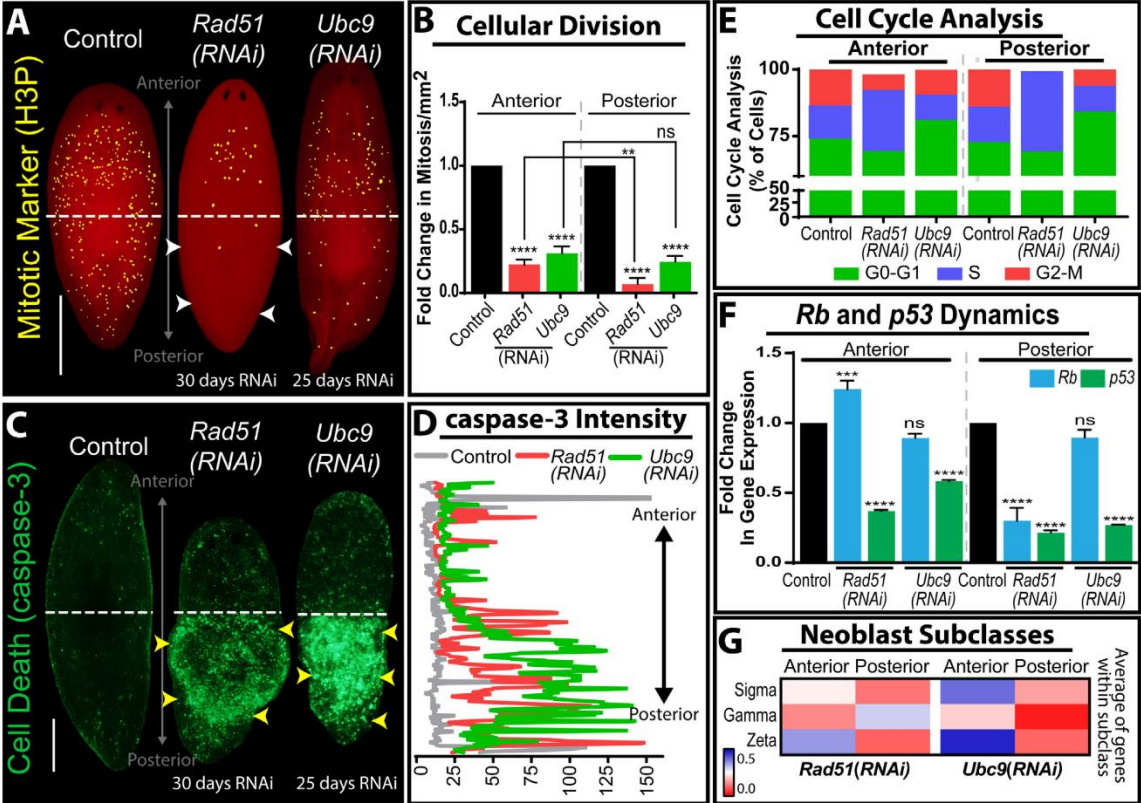 A
Control
Rad51
(RNAi)
Ubc9
(RNAi)
Mitotic Marker (H3P)
Anterior
Posterior
30 days RNAi
25 days RNAi
B
Cellular Division
Fold Change in Mitosis/mm2
1.5
1.0
0.5
0.0
Anterior
Posterior
ns
**
****
****
****
****
Control
Rad51
Ubc9
(RNAi)
Control
Rad51
Ubc9
(RNAi)
C
Control
Rad51
(RNAi)
Ubc9
(RNAi)
Cell Death (caspase-3)
Anterior
Posterior
30 days RNAi
25 days RNAi
D
caspase-3 Intensity
Control
Rad51
(RNAi)
Ubc9
(RNAi)
Anterior
Posterior
0
25
50
75
100
125
150
E
Cell Cycle Analysis
Anterior
Posterior
Cell Cycle Analysis
(% of Cells)
100
75
50
25
0
Control
Rad51
(RNAi)
Ubc9
(RNAi)
Control
Rad51
(RNAi)
Ubc9
(RNAi)
G0-G1
S
G2-M
F
Rb and p53 Dynamics
Anterior
Posterior
Rb
p53
Fold Change
In Gene Expression
1.5
1.0
0.5
0.0
***
****
ns
****
****
****
ns
****
Control
Rad51
(RNAi)
Ubc9
(RNAi)
Control
Rad51
(RNAi)
Ubc9
(RNAi)
G
Neoblast Subclasses
Anterior Posterior
Anterior Posterior
Sigma
Gamma
Zeta
Average of genes
within subclass
0.5
0.0
Rad51(RNAi)
Ubc9(RNAi)